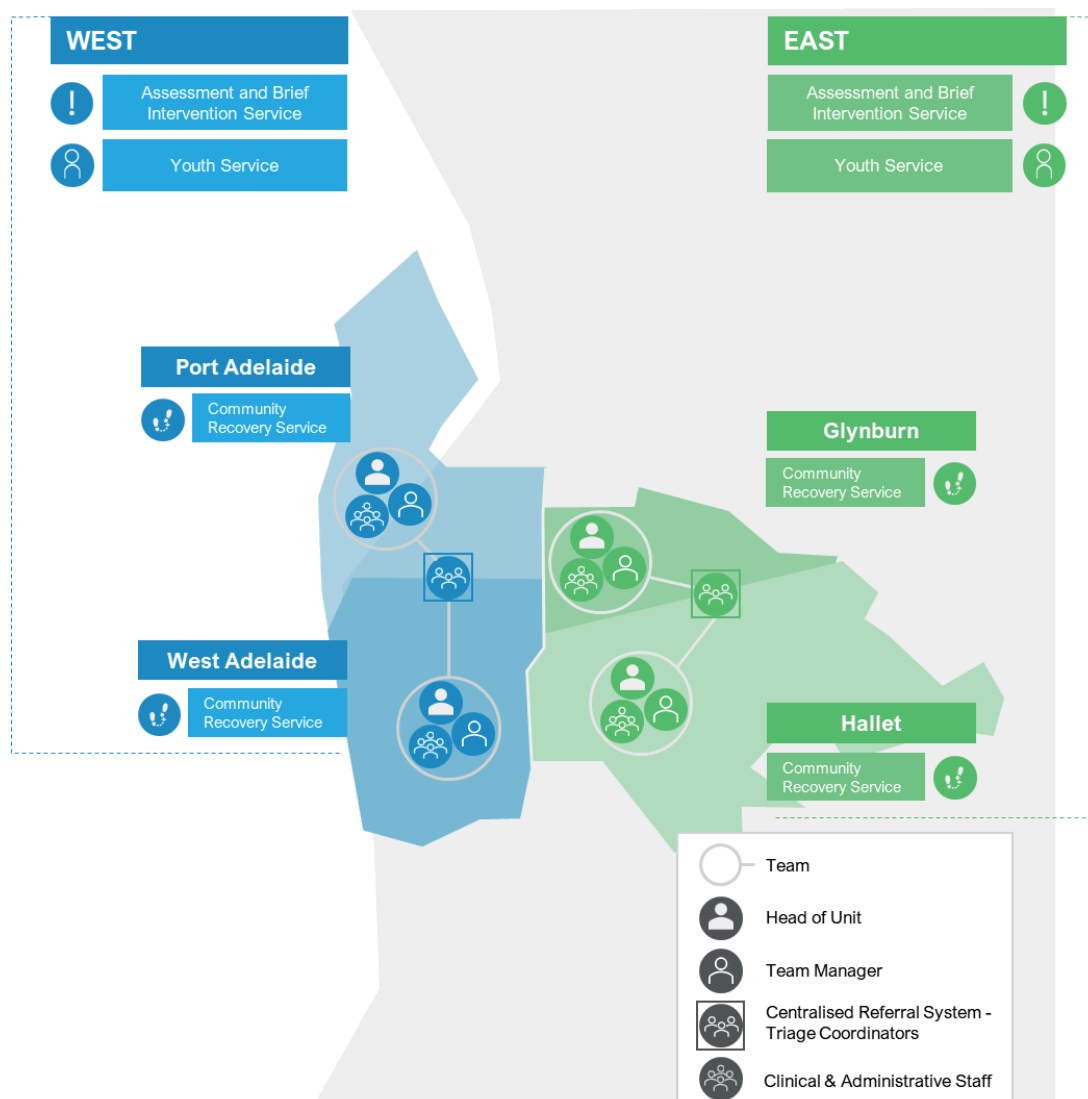 WEST
Assessment and Brief
Intervention Service
Youth Service
EAST
Assessment and Brief
Intervention Service
Youth Service
Port Adelaide
Community
Recovery Service
Glynburn
Community
Recovery Service
West Adelaide
Community
Recovery Service
Hallet
Community
Recovery Service
Team
Head of Unit
Team Manager
Centralised Referral System -
Triage Coordinators
Clinical & Administrative Staff